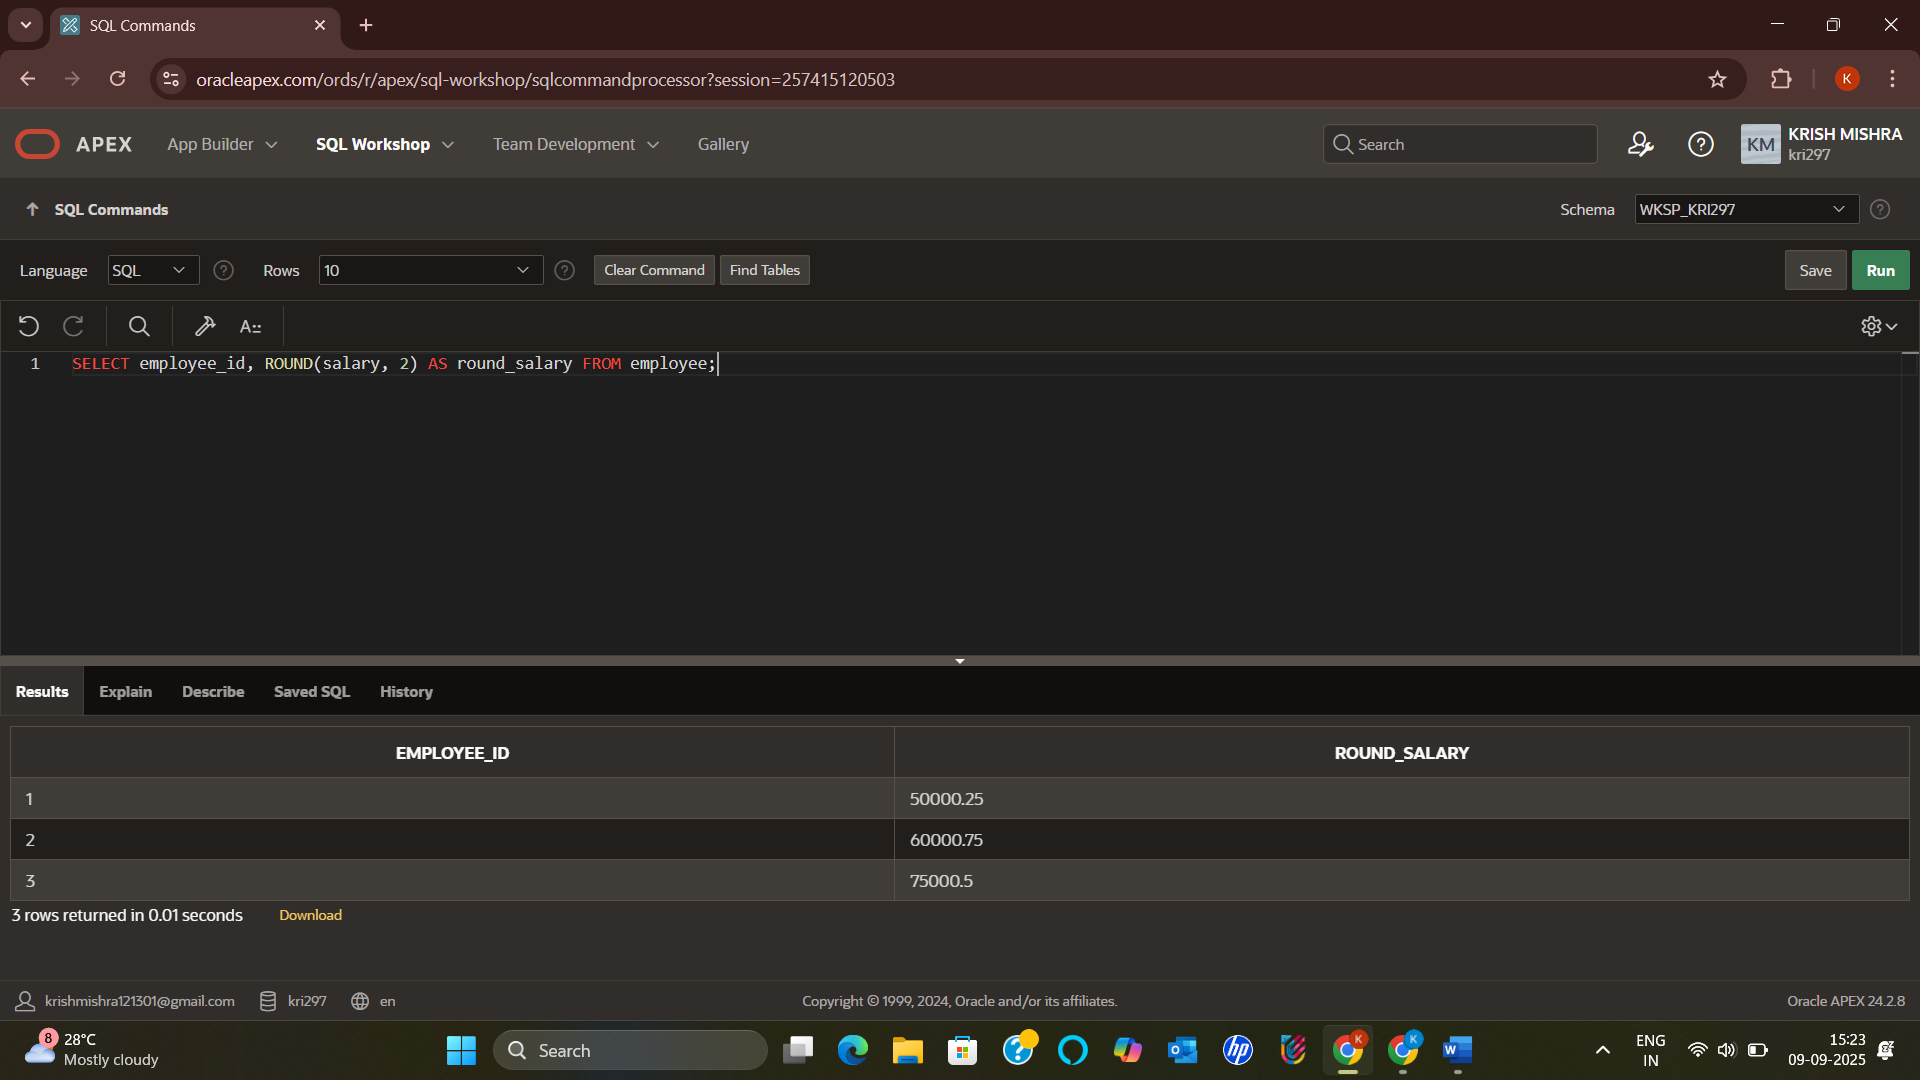 SQL Commands
oracleapex.com/ords/r/apex/sql-workshop/sqlcommandprocessor?session=257415120503
K
APEX App Builder SQL Workshop Team Development Gallery Search KM KRISH MISHRA
kri297
SQL Commands Schema WKSP_KRI297
Language SQL Rows 10 Clear Command Find Tables Save Run
1 SELECT employee_id, ROUND(salary, 2) AS round_salary FROM employee;
Results Explain Describe Saved SQL History
EMPLOYEE_ID ROUND_SALARY
1 50000.25
2 60000.75
3 75000.5
3 rows returned in 0.01 seconds Download
krishmishra121301@gmail.com kri297 en Copyright © 1999, 2024, Oracle and/or its affiliates. Oracle APEX 24.2.8
8 28°C
Mostly cloudy
Search
hp
K
K
W
ENG
IN
15:23
09-09-2025